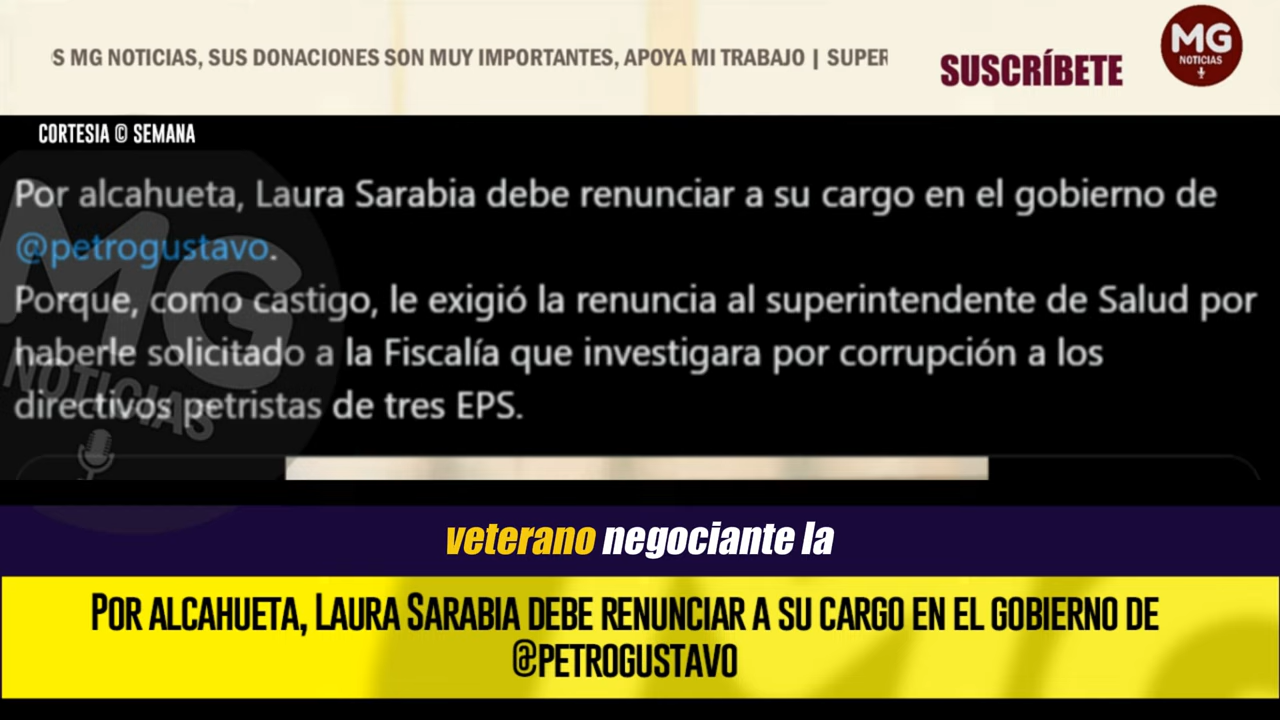 S MG NOTICIAS, SUS DONACIONES SON MUY IMPORTANTES, APOYA MI TRABAJO | SUPER
SUSCRÍBETE
MG
NOTICIAS
CORTESIA © SEMANA
Por alcahueta, Laura Sarabia debe renunciar a su cargo en el gobierno de
@petrogustavo.
Porque, como castigo, le exigió la renuncia al superintendente de Salud por
haberle solicitado a la Fiscalía que investigara por corrupción a los
directivos petristas de tres EPS.
MG
NOTICIAS
veterano negociante la
POR ALCAHUETA, LAURA SARABIA DEBE RENUNCIAR A SU CARGO EN EL GOBIERNO DE
@PETROGUSTAVO